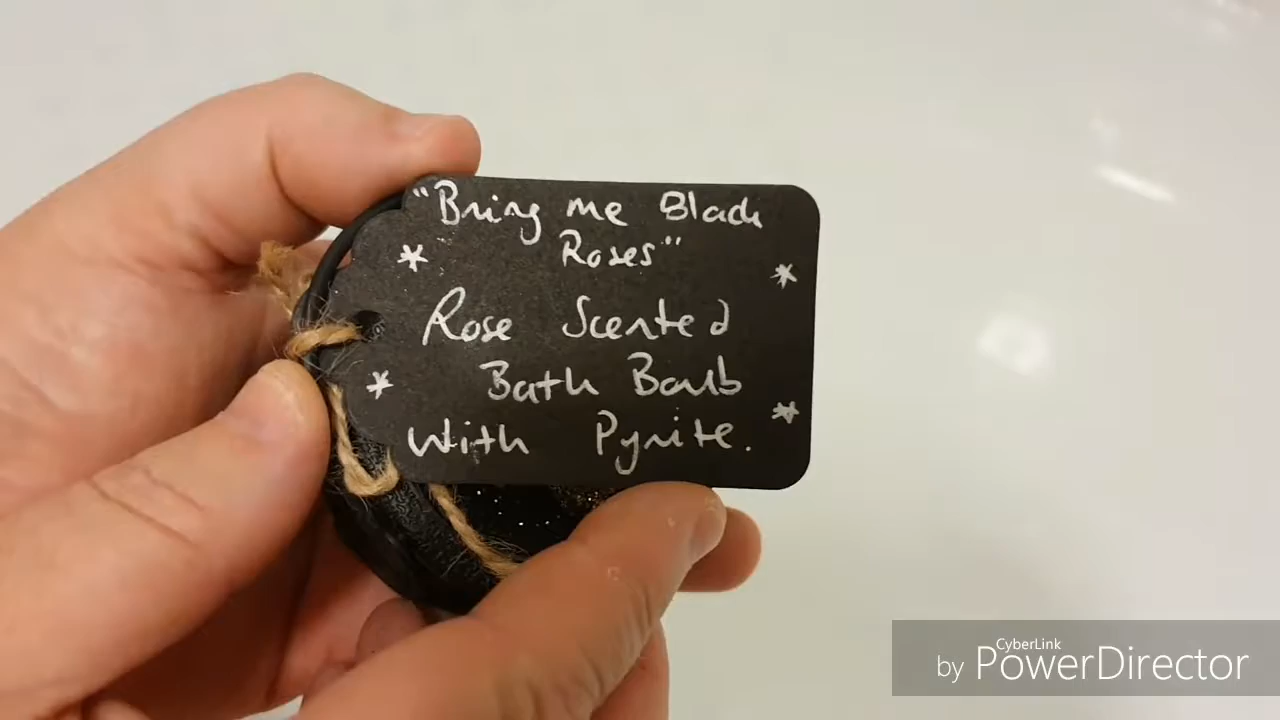 "Bring me Black
Roses"
Rose Scented
Bath Bomb
With Pyrite.
CyberLink
by PowerDirector